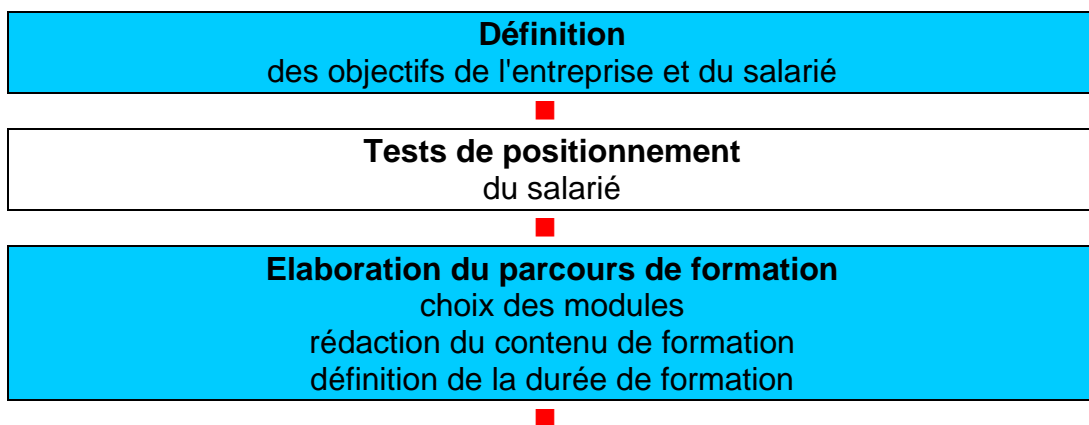 Définition
des objectifs de l'entreprise et du salarié
Tests de positionnement
du salarié
Elaboration du parcours de formation
choix des modules
rédaction du contenu de formation
définition de la durée de formation